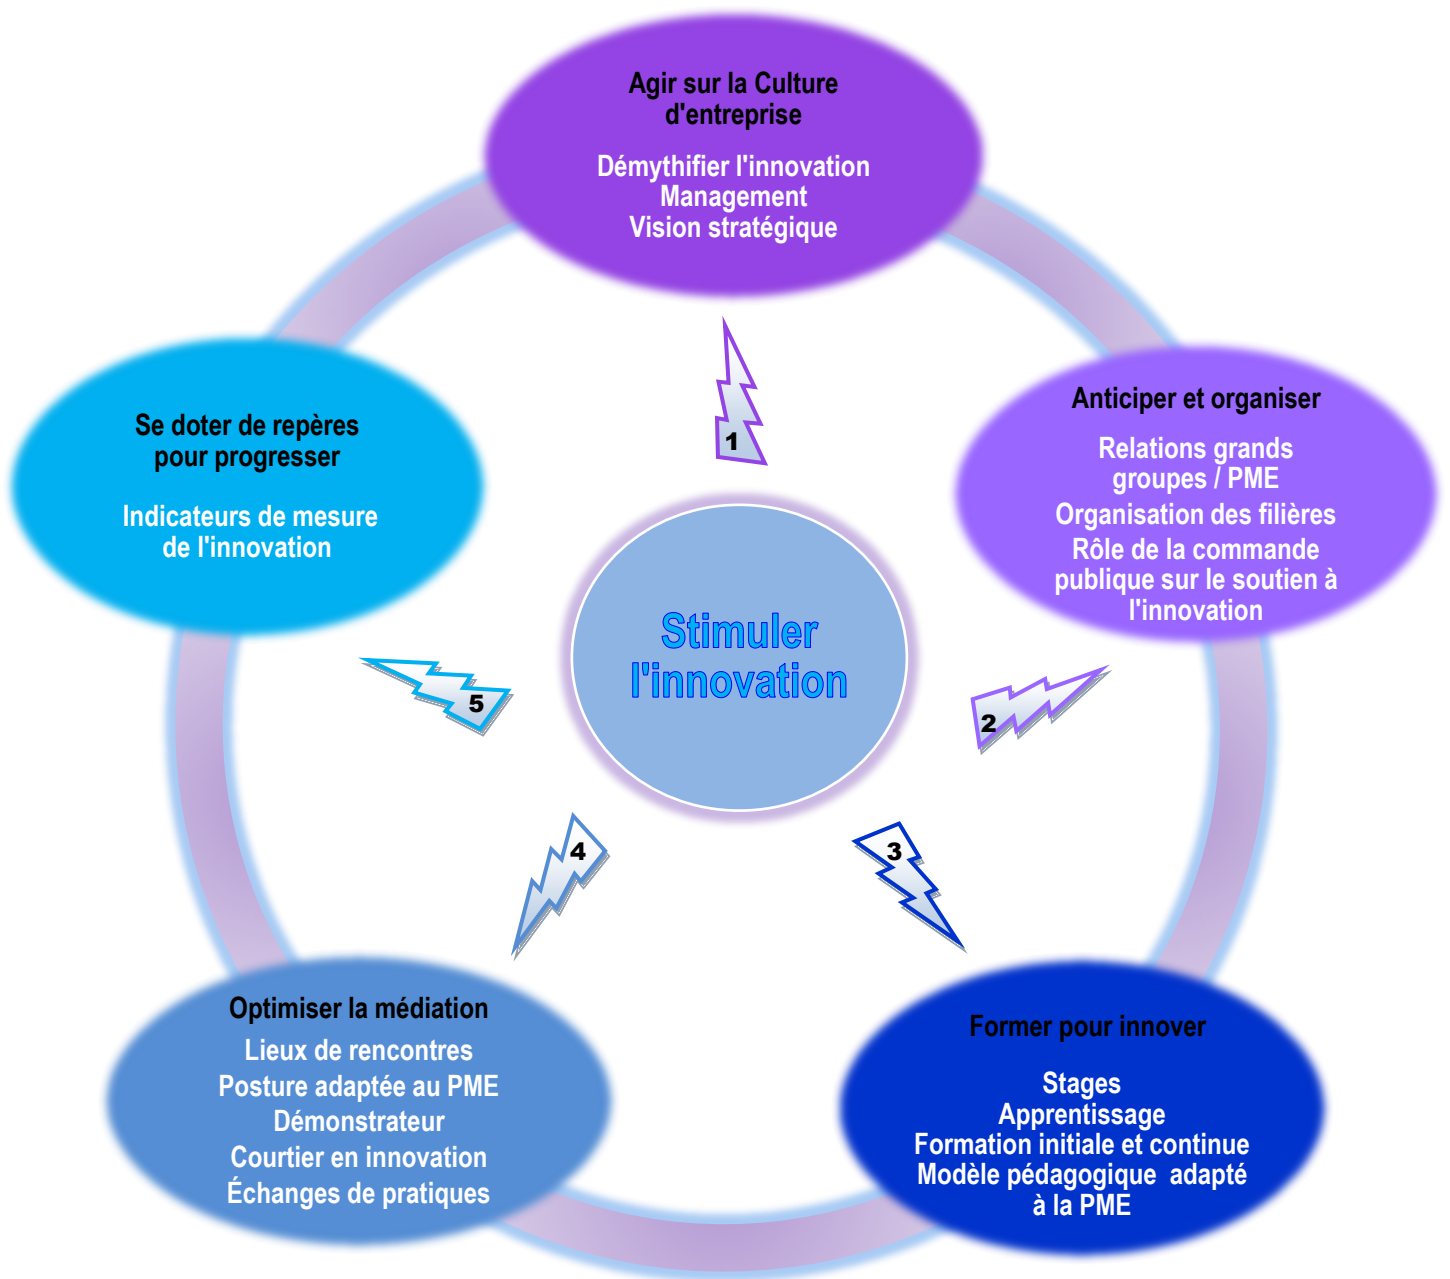 Agir sur la Culture
d'entreprise
Démythifier l'innovation
Management
Vision stratégique
1
Anticiper et organiser
Relations grands
groupes / PME
Organisation des filières
Rôle de la commande
publique sur le soutien à
l'innovation
2
Former pour innover
Stages
Apprentissage
Formation initiale et continue
Modèle pédagogique  adapté
à la PME
3
Optimiser la médiation
Lieux de rencontres
Posture adaptée au PME
Démonstrateur
Courtier en innovation
Échanges de pratiques
4
Se doter de repères
pour progresser
Indicateurs de mesure
de l'innovation
5
Stimuler
l'innovation